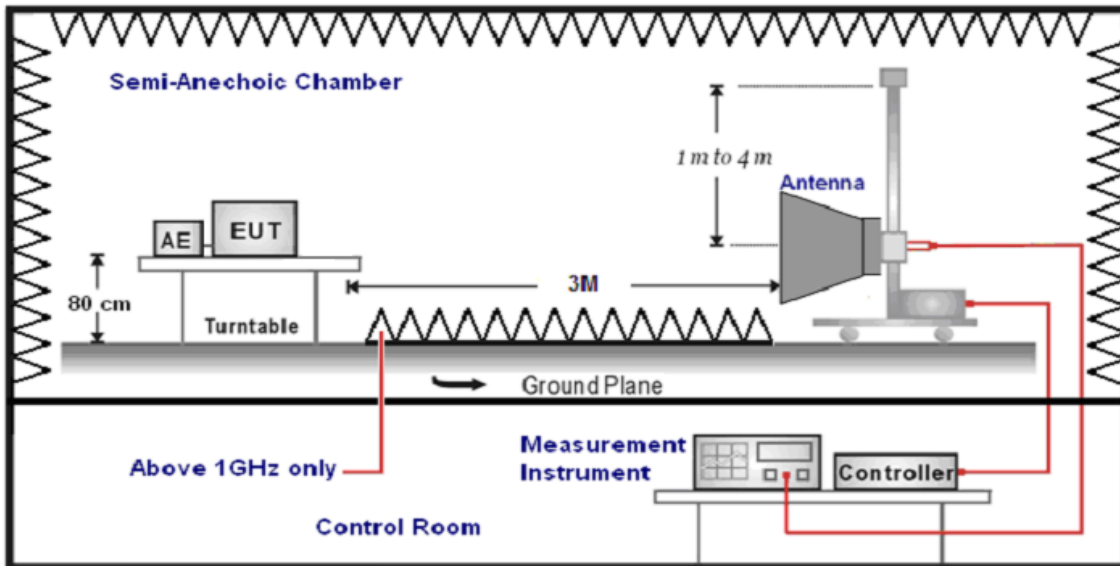 Semi-Anechoic Chamber
1 m to 4 m
Antenna
AE
EUT
3M
80 cm
Turntable
Ground Plane
Above 1GHz only
Measurement
Instrument
Controller
Control Room